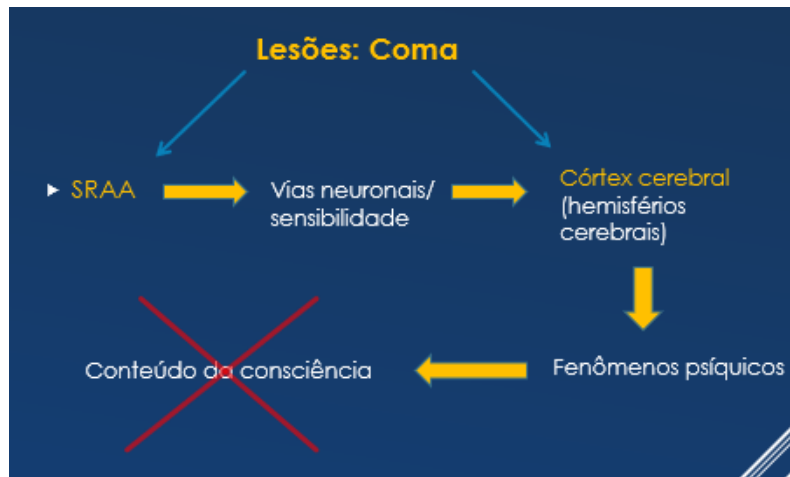 Lesões: Coma
SRAA
Vias neuronais/
sensibilidade
Córtex cerebral
(hemisférios
cerebrais)
Conteúdo da consciência
Fenômenos psíquicos